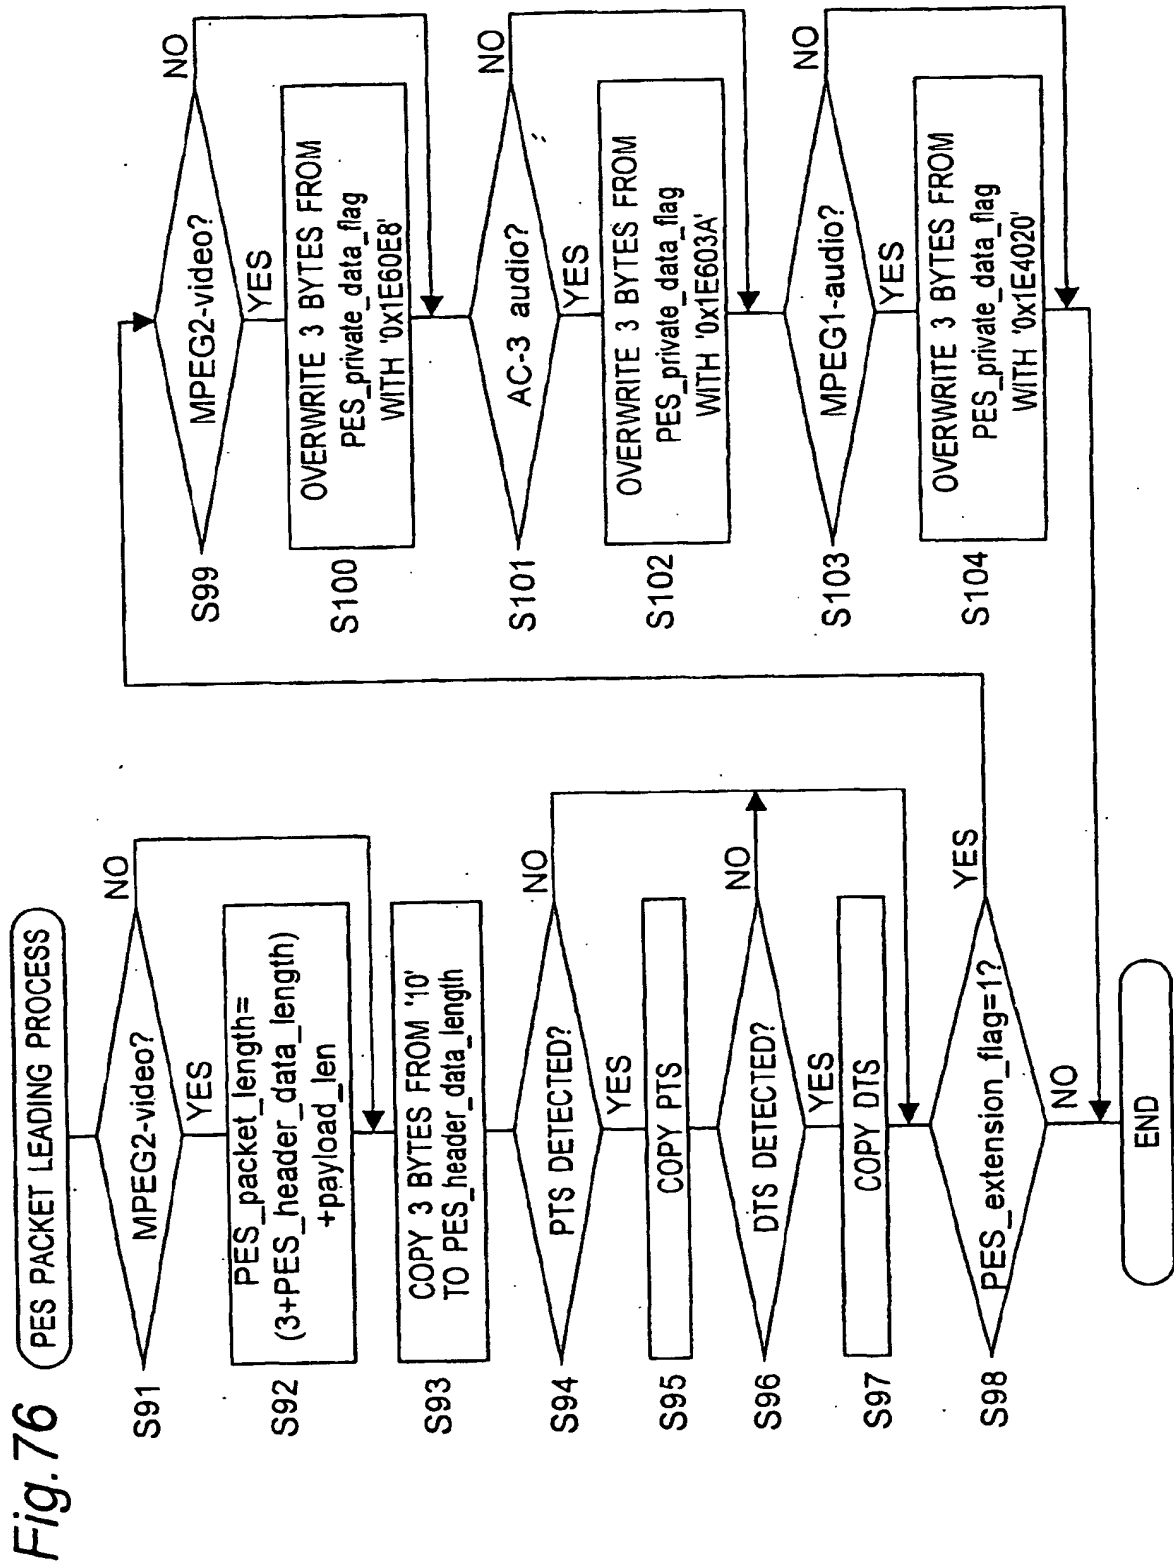 Fig.76
PES PACKET LEADING PROCESS
S91
MPEG2-video?
NO
YES
S92
PES_packet_length=
(3+PES_header_data_length)
+payload_len
S93
COPY 3 BYTES FROM '10'
TO PES_header_data_length
S94
PTS DETECTED?
NO
YES
S95
COPY PTS
S96
DTS DETECTED?
NO
YES
S97
COPY DTS
S98
PES_extension_flag=1?
YES
NO
END
S99
MPEG2-video?
NO
YES
S100
OVERWRITE 3 BYTES FROM
PES_private_data_flag
WITH '0x1E60E8'
S101
AC-3 audio?
NO
YES
S102
OVERWRITE 3 BYTES FROM
PES_private_data_flag
WITH '0x1E603A'
S103
MPEG1-audio?
NO
YES
S104
OVERWRITE 3 BYTES FROM
PES_private_data_flag
WITH '0x1E4020'